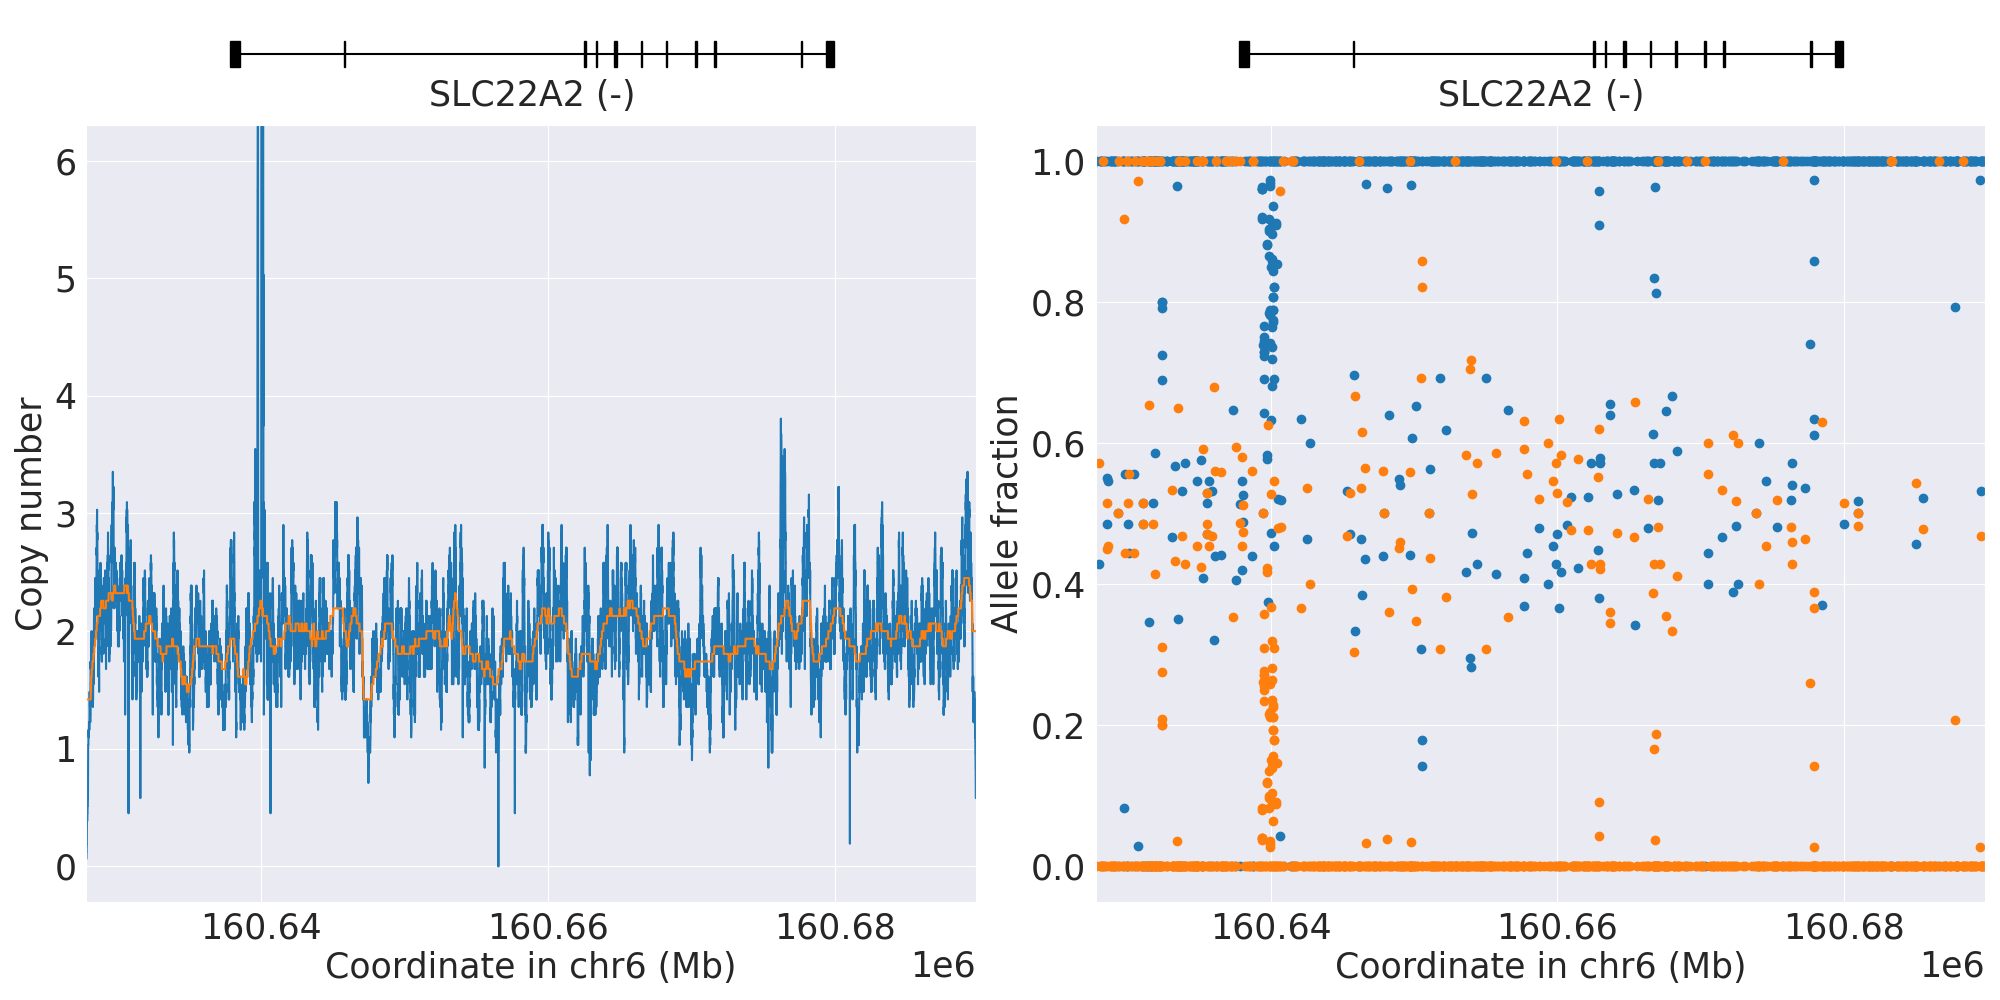 SLC22A2 (-)
6
5
4
3
2
1
0
Copy number
160.64
160.66
160.68
Coordinate in chr6 (Mb)
1e6
SLC22A2 (-)
1.0
0.8
0.6
0.4
0.2
0.0
Allele fraction
160.64
160.66
160.68
Coordinate in chr6 (Mb)
1e6